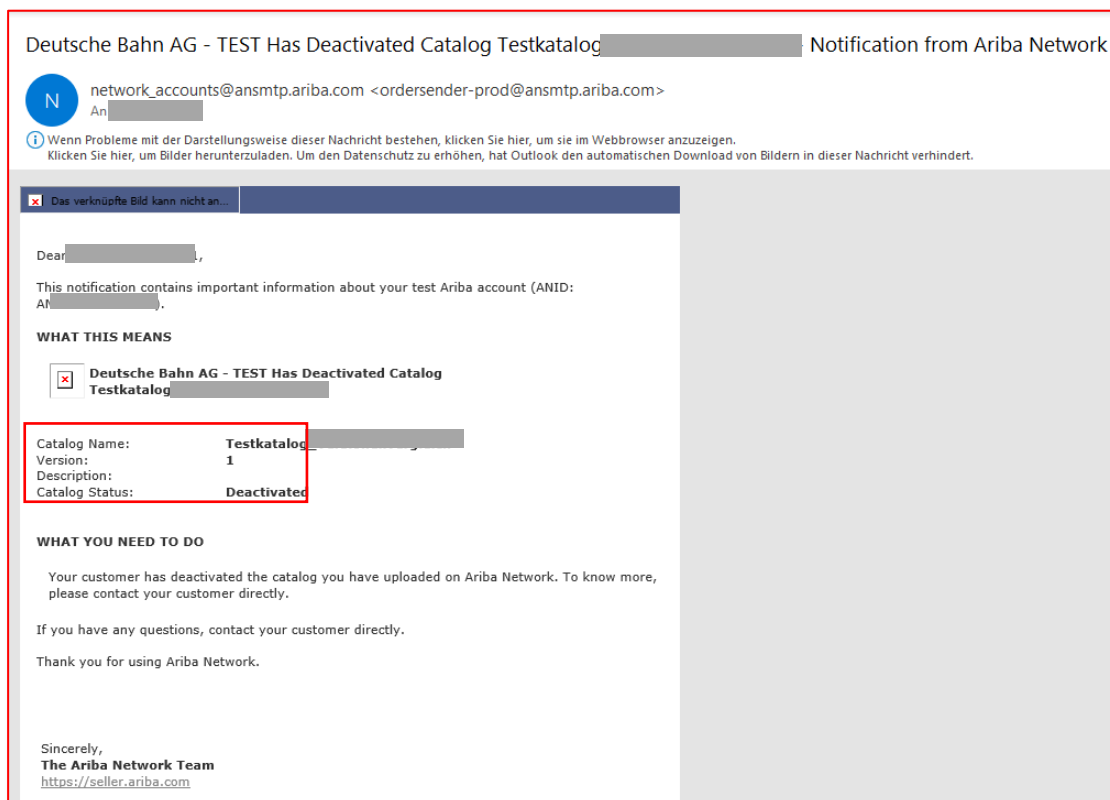 Deutsche Bahn AG - TEST Has Deactivated Catalog Testkatalog Notification from Ariba Network
N
network_accounts@ansmtp.ariba.com <ordersender-prod@ansmtp.ariba.com>
An
Wenn Probleme mit der Darstellungsweise dieser Nachricht bestehen, klicken Sie hier, um sie im Webbrowser anzuzeigen.
Klicken Sie hier, um Bilder herunterzuladen. Um den Datenschutz zu erhöhen, hat Outlook den automatischen Download von Bildern in dieser Nachricht verhindert.
Das verknüpfte Bild kann nicht an...
Dear ,
This notification contains important information about your test Ariba account (ANID:
AN ).
WHAT THIS MEANS
Deutsche Bahn AG - TEST Has Deactivated Catalog
Testkatalog
Catalog Name: Testkatalog_
Version: 1
Description:
Catalog Status: Deactivated
WHAT YOU NEED TO DO
Your customer has deactivated the catalog you have uploaded on Ariba Network. To know more,
please contact your customer directly.
If you have any questions, contact your customer directly.
Thank you for using Ariba Network.
Sincerely,
The Ariba Network Team
https://seller.ariba.com